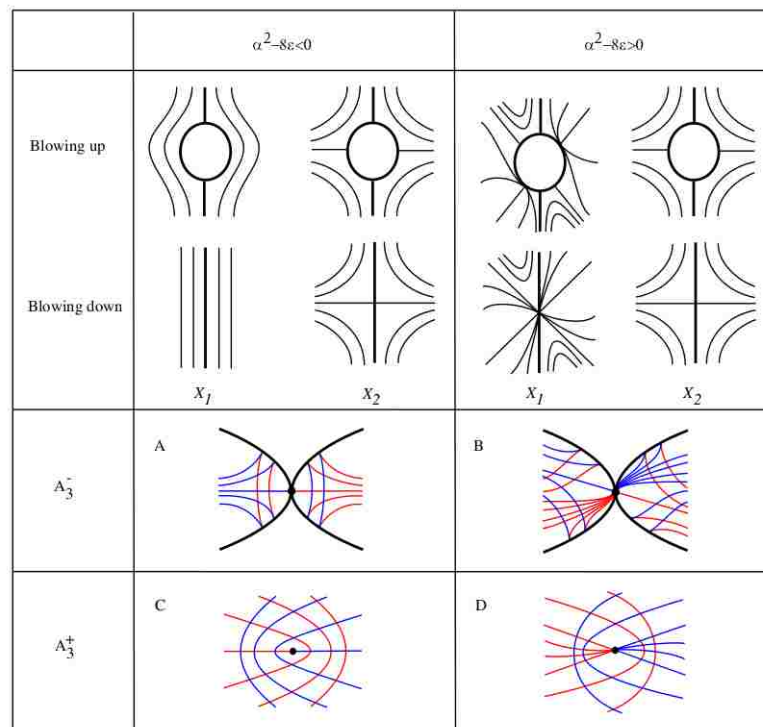 α²−8ε<0
α²−8ε>0
Blowing up
Blowing down
X₁
X₂
X₁
X₂
A₃⁻
A
B
A₃⁺
C
D